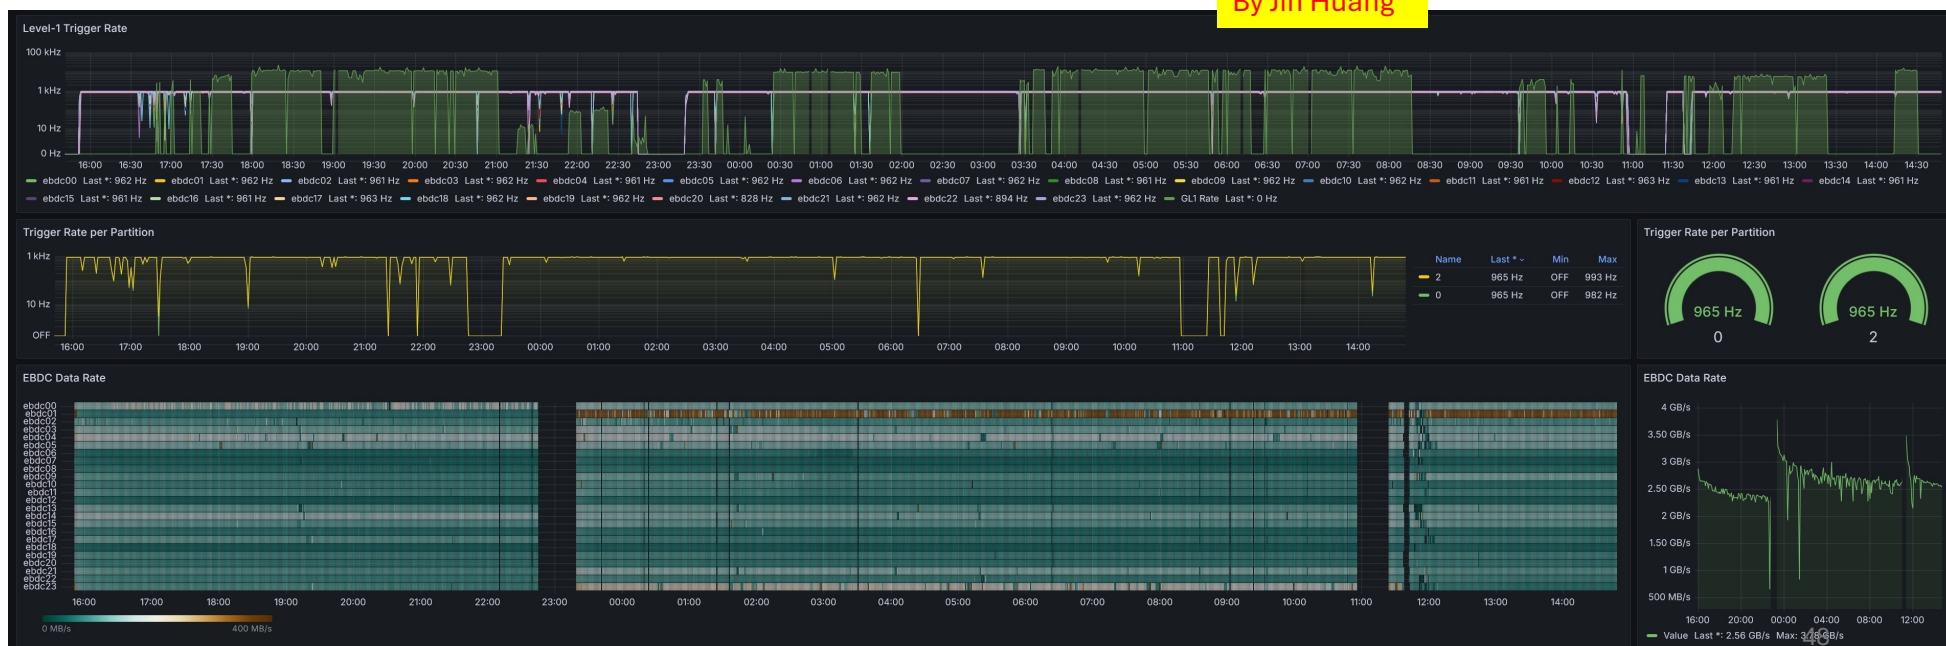 By Jin Huang
Level-1 Trigger Rate
100 kHz
1 kHz
10 Hz
0 Hz
16:00 16:30 17:00 17:30 18:00 18:30 19:00 19:30 20:00 20:30 21:00 21:30 22:00 22:30 23:00 23:30 00:00 00:30 01:00 01:30 02:00 02:30 03:00 03:30 04:00 04:30 05:00 05:30 06:00 06:30 07:00 07:30 08:00 08:30 09:00 09:30 10:00 10:30 11:00 11:30 12:00 12:30 13:00 13:30 14:00 14:30
ebdc00 Last *: 962 Hz ebdc01 Last *: 962 Hz ebdc02 Last *: 961 Hz ebdc03 Last *: 962 Hz ebdc04 Last *: 961 Hz ebdc05 Last *: 962 Hz ebdc06 Last *: 962 Hz ebdc07 Last *: 962 Hz ebdc08 Last *: 961 Hz ebdc09 Last *: 962 Hz ebdc10 Last *: 962 Hz ebdc11 Last *: 961 Hz ebdc12 Last *: 963 Hz ebdc13 Last *: 961 Hz ebdc14 Last *: 961 Hz
ebdc15 Last *: 961 Hz ebdc16 Last *: 961 Hz ebdc17 Last *: 963 Hz ebdc18 Last *: 962 Hz ebdc19 Last *: 962 Hz ebdc20 Last *: 828 Hz ebdc21 Last *: 962 Hz ebdc22 Last *: 894 Hz ebdc23 Last *: 962 Hz GL1 Rate Last *: 0 Hz
Trigger Rate per Partition
1 kHz
10 Hz
OFF
16:00 17:00 18:00 19:00 20:00 21:00 22:00 23:00 00:00 01:00 02:00 03:00 04:00 05:00 06:00 07:00 08:00 09:00 10:00 11:00 12:00 13:00 14:00
Name Last * Min Max
2 965 Hz OFF 993 Hz
0 965 Hz OFF 982 Hz
Trigger Rate per Partition
965 Hz 965 Hz
0 2
EBDC Data Rate
ebdc00
ebdc01
ebdc02
ebdc03
ebdc04
ebdc05
ebdc06
ebdc07
ebdc08
ebdc09
ebdc10
ebdc11
ebdc12
ebdc13
ebdc14
ebdc15
ebdc16
ebdc17
ebdc18
ebdc19
ebdc20
ebdc21
ebdc22
ebdc23
16:00 17:00 18:00 19:00 20:00 21:00 22:00 23:00 00:00 01:00 02:00 03:00 04:00 05:00 06:00 07:00 08:00 09:00 10:00 11:00 12:00 13:00 14:00
0 MB/s 400 MB/s
EBDC Data Rate
4 GB/s
3.50 GB/s
3 GB/s
2.50 GB/s
2 GB/s
1.50 GB/s
1 GB/s
500 MB/s
16:00 20:00 00:00 04:00 08:00 12:00
Value Last *: 2.56 GB/s Max: 3.78 GB/s
48